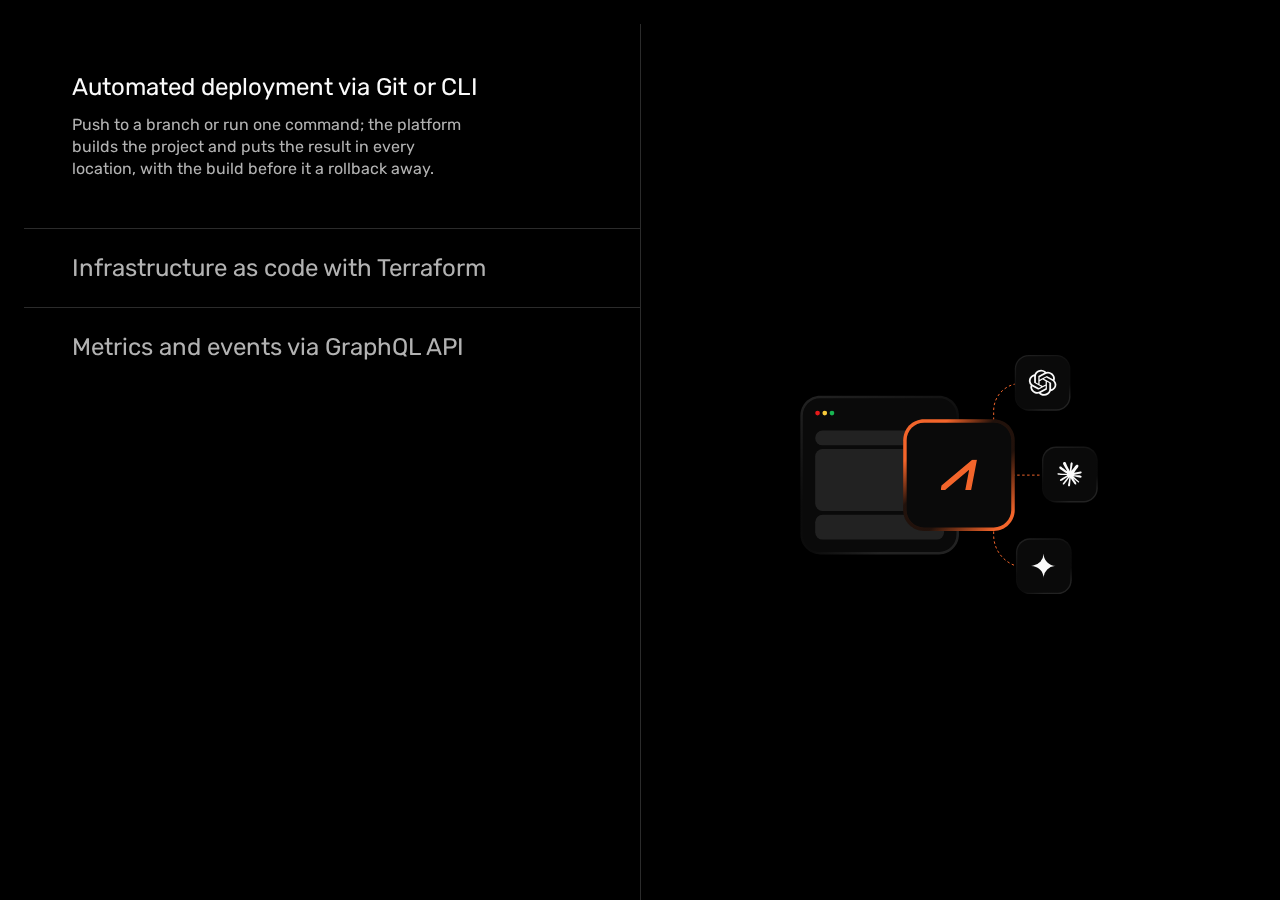 Automated deployment via Git or CLI
Push to a branch or run one command; the platform
builds the project and puts the result in every
location, with the build before it a rollback away.
Infrastructure as code with Terraform
Metrics and events via GraphQL API